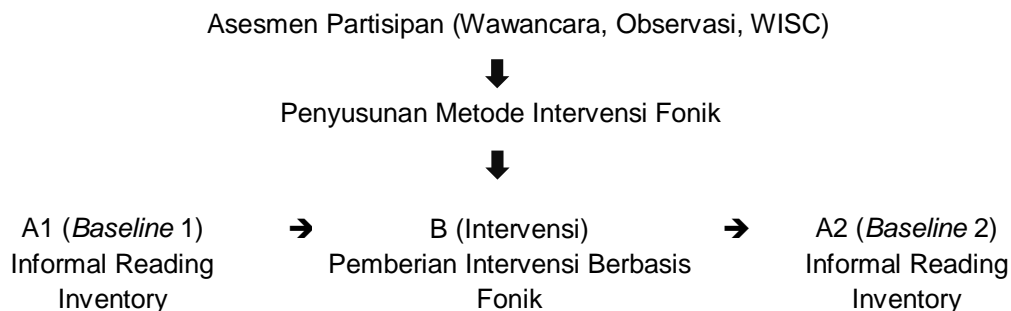 Asesmen Partisipan (Wawancara, Observasi, WISC)
Penyusunan Metode Intervensi Fonik
A1 (Baseline 1)
Informal Reading
Inventory
B (Intervensi)
Pemberian Intervensi Berbasis
Fonik
A2 (Baseline 2)
Informal Reading
Inventory